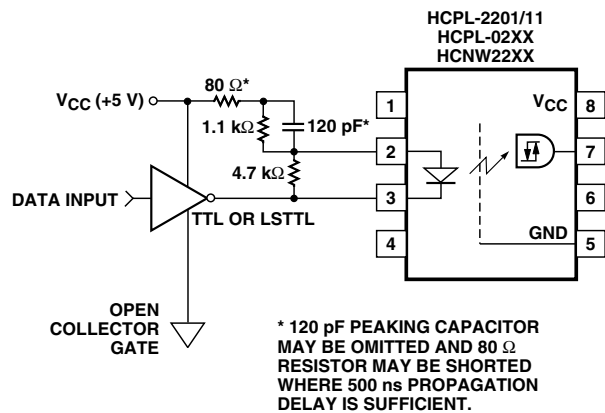 HCPL-2201/11
HCPL-02XX
HCNW22XX
80 Ω*
VCC (+5 V)
1.1 kΩ
120 pF*
4.7 kΩ
DATA INPUT
TTL OR LSTTL
OPEN
COLLECTOR
GATE
1
2
3
4
VCC
8
7
6
GND
5
* 120 pF PEAKING CAPACITOR
MAY BE OMITTED AND 80 Ω
RESISTOR MAY BE SHORTED
WHERE 500 ns PROPAGATION
DELAY IS SUFFICIENT.